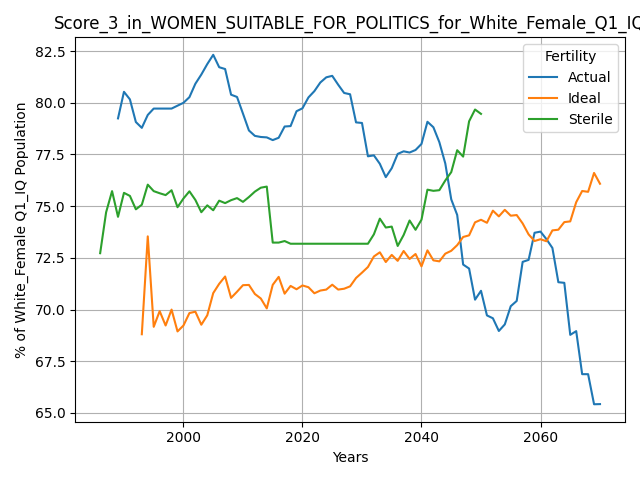 Score_3_in_WOMEN_SUITABLE_FOR_POLITICS_for_White_Female_Q1_IQ
Fertility
Actual
Ideal
Sterile
% of White_Female Q1_IQ Population
82.5
80.0
77.5
75.0
72.5
70.0
67.5
65.0
2000
2020
2040
2060
Years